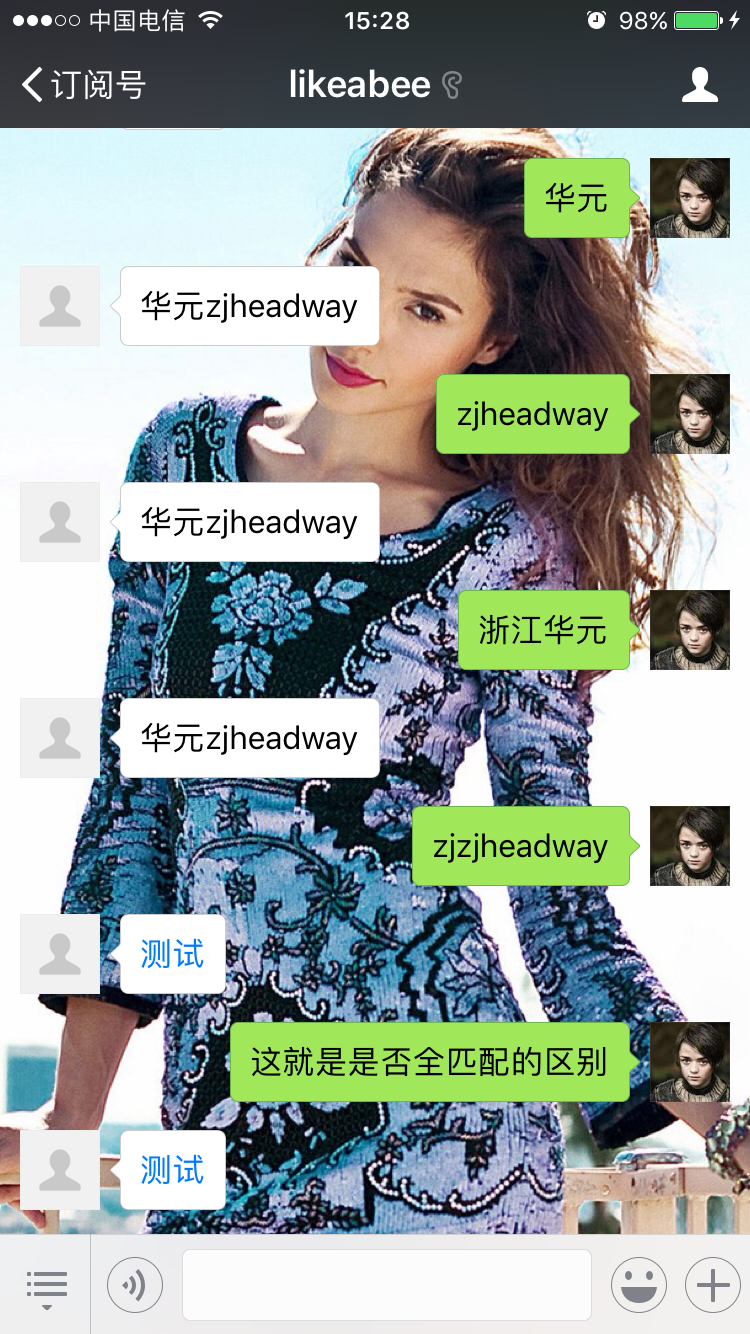 中国电信 15:28 98%
订阅号 likeabee
华元
华元zjheadway
zjheadway
华元zjheadway
浙江华元
华元zjheadway
zjzjheadway
测试
这就是是否全匹配的区别
测试